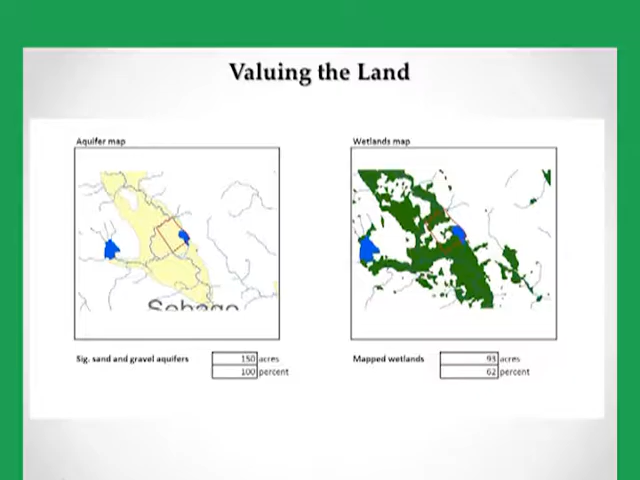 Valuing the Land
Aquifer map
Wetlands map
Sebago
Sig. sand and gravel aquifers
150 acres
100 percent
Mapped wetlands
93 acres
62 percent